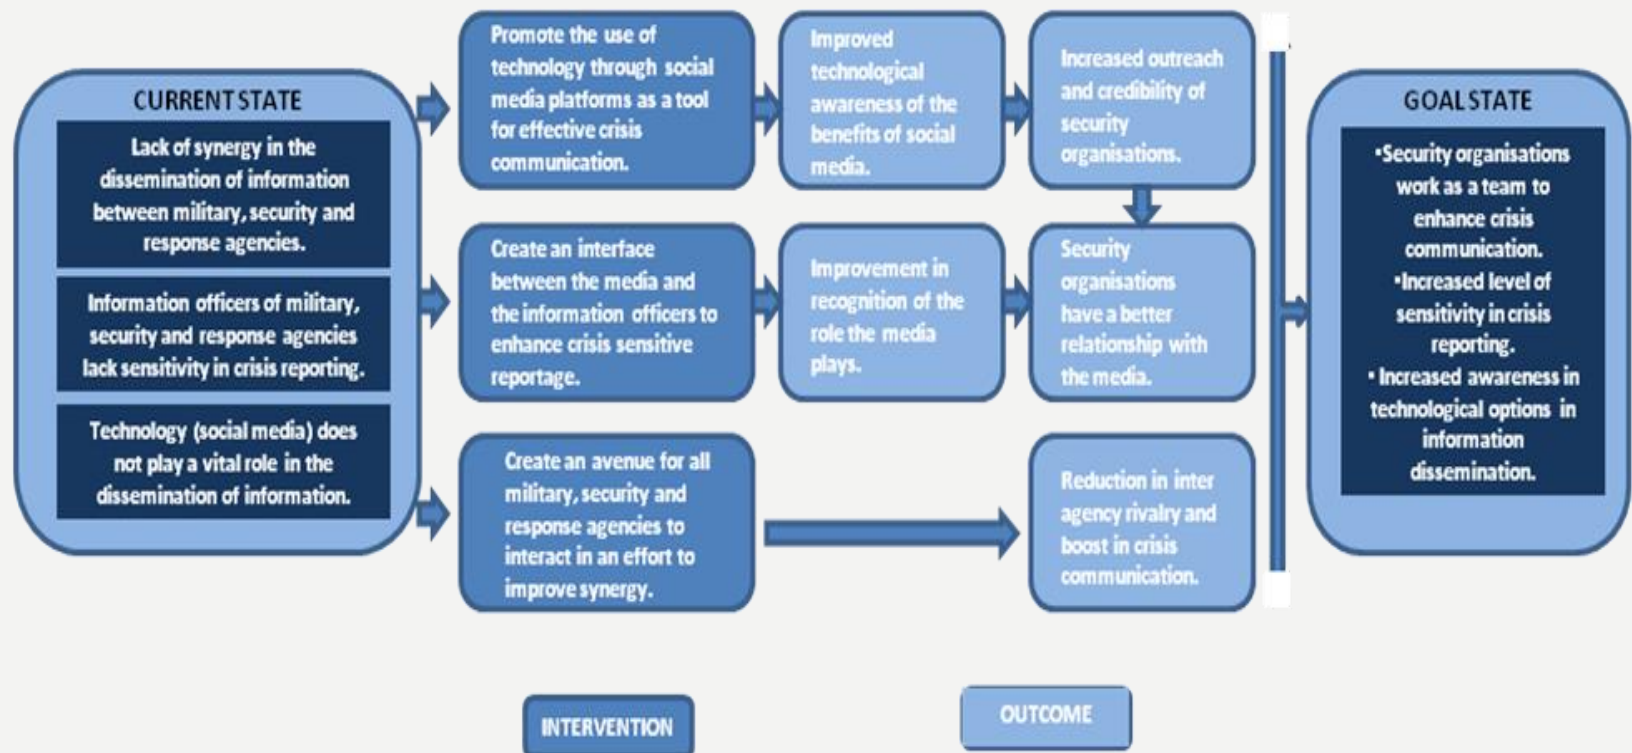 CURRENT STATE
Lack of synergy in the
dissemination of information
between military, security and
response agencies.
Information officers of military,
security and response agencies
lack sensitivity in crisis reporting.
Technology (social media) does
not play a vital role in the
dissemination of information.
Promote the use of
technology through social
media platforms as a tool
for effective crisis
communication.
Improved
technological
awareness of the
benefits of social
media.
Increased outreach
and credibility of
security
organisations.
Create an interface
between the media and
the information officers to
enhance crisis sensitive
reportage.
Improvement in
recognition of the
role the media
plays.
Security
organisations
have a better
relationship with
the media.
Create an avenue for all
military, security and
response agencies to
interact in an effort to
improve synergy.
Reduction in inter
agency rivalry and
boost in crisis
communication.
GOAL STATE
•Security organisations
work as a team to
enhance crisis
communication.
•Increased level of
sensitivity in crisis
reporting.
• Increased awareness in
technological options in
information
dissemination.
INTERVENTION
OUTCOME